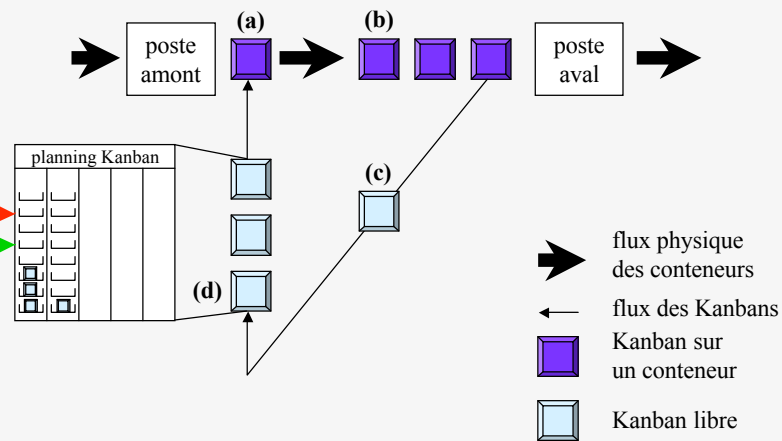 (a)
(b)
poste
amont
poste
aval
planning Kanban
(c)
(d)
flux physique
des conteneurs
flux des Kanbans
Kanban sur
un conteneur
Kanban libre